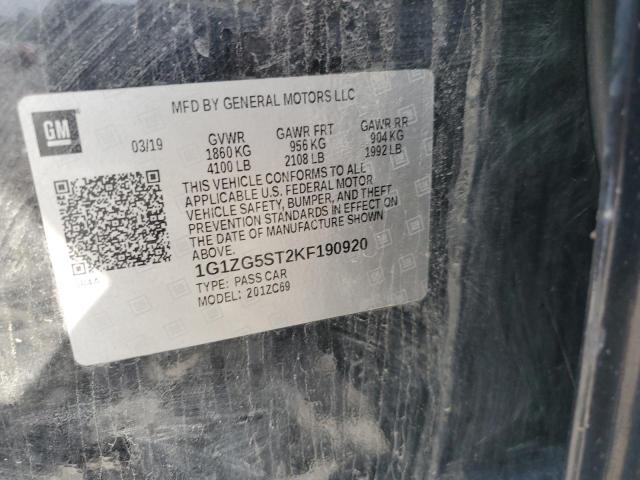 MFD BY GENERAL MOTORS LLC
GM
03/19 GVWR GAWR FRT GAWR RR
1860 KG 956 KG 904 KG
4100 LB 2108 LB 1992 LB
THIS VEHICLE CONFORMS TO ALL
APPLICABLE U.S. FEDERAL MOTOR
VEHICLE SAFETY, BUMPER, AND THEFT
PREVENTION STANDARDS IN EFFECT ON
THE DATE OF MANUFACTURE SHOWN
ABOVE.
1G1ZG5ST2KF190920
TYPE: PASS CAR
MODEL: 201ZC69